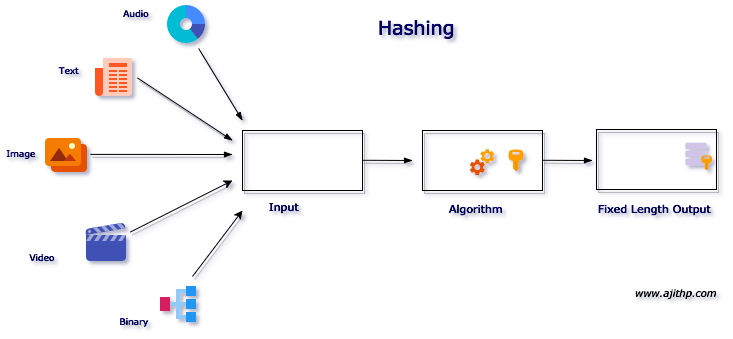 Audio
Hashing
Text
Image
Input
Algorithm
Fixed Length Output
Video
www.ajithp.com
Binary